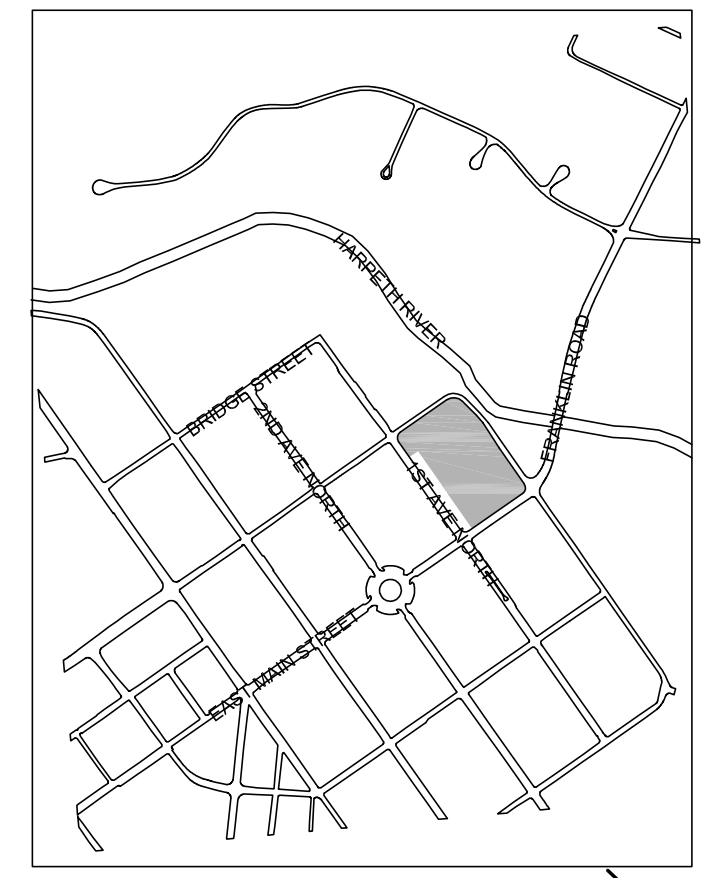 HARPETH RIVER
FRANKLIN ROAD
BRIDGE STREET
2ND AVE NORTH
1ST AVE NORTH
EAST MAIN STREET